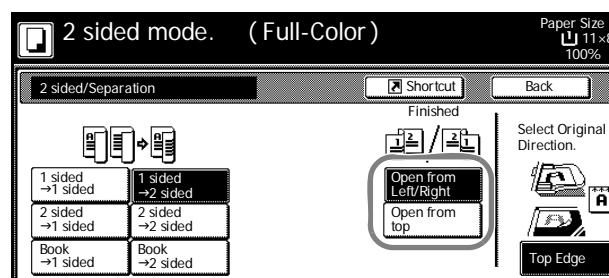 2 sided mode. (Full-Color)
Paper Size
11×8
100%
2 sided/Separation
Shortcut
Back
Finished
Select Original
Direction.
1 sided
→1 sided
1 sided
→2 sided
2 sided
→1 sided
2 sided
→2 sided
Book
→1 sided
Book
→2 sided
Open from
Left/Right
Open from
top
Top Edge